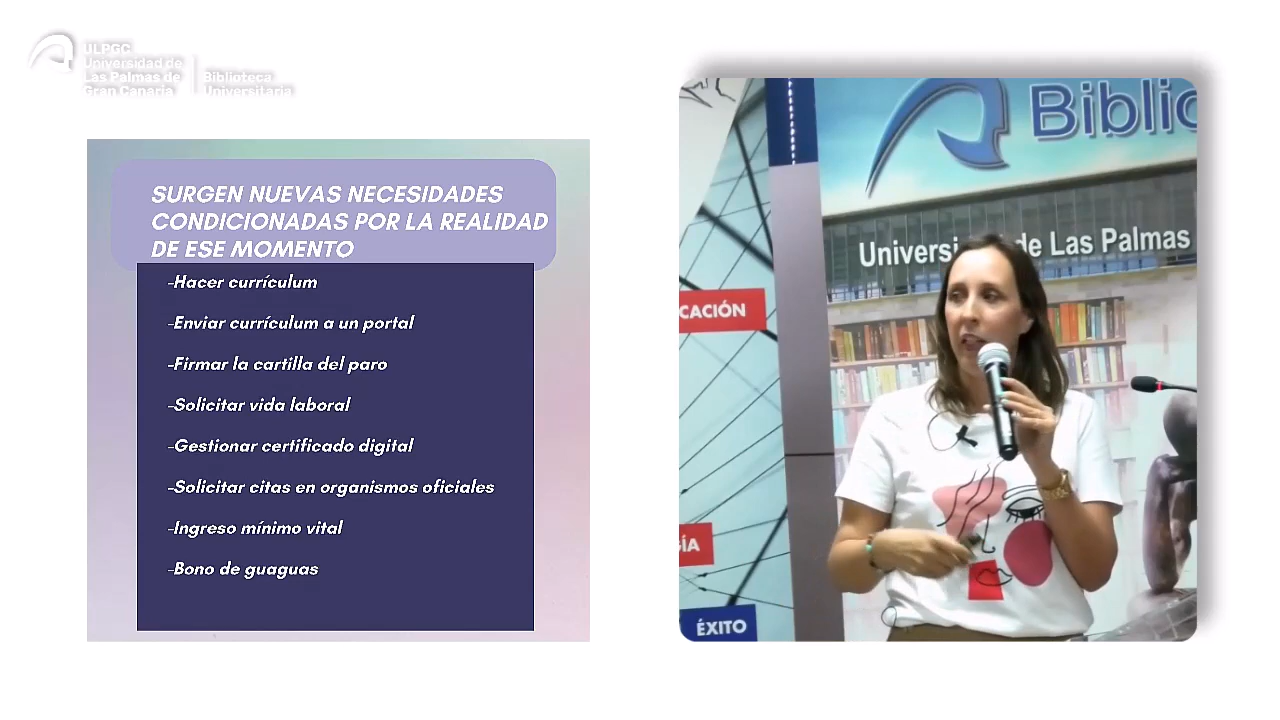 ULPGC
Universidad de
Las Palmas de
Gran Canaria
Biblioteca
Universitaria
SURGEN NUEVAS NECESIDADES
CONDICIONADAS POR LA REALIDAD
DE ESE MOMENTO
-Hacer currículum
-Enviar currículum a un portal
-Firmar la cartilla del paro
-Solicitar vida laboral
-Gestionar certificado digital
-Solicitar citas en organismos oficiales
-Ingreso mínimo vital
-Bono de guaguas
Biblio
Univers de Las Palmas
CACIÓN
ÍA
ÉXITO